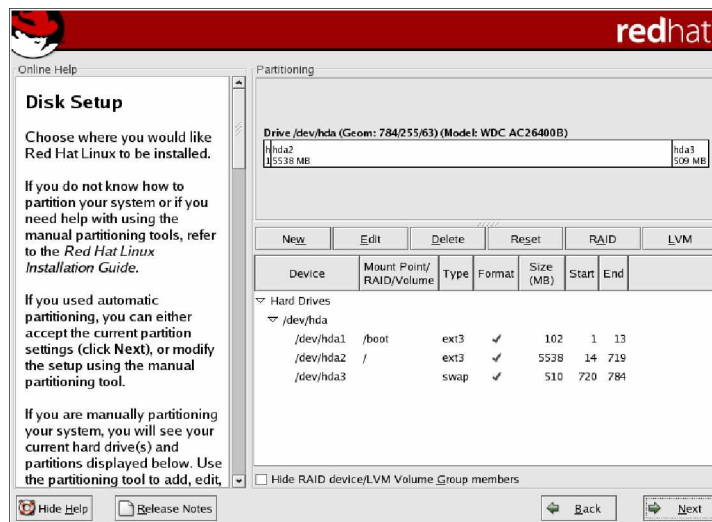 redhat
Online Help
Disk Setup
Choose where you would like
Red Hat Linux to be installed.
If you do not know how to
partition your system or if you
need help with using the
manual partitioning tools, refer
to the Red Hat Linux
Installation Guide.
If you used automatic
partitioning, you can either
accept the current partition
settings (click Next), or modify
the setup using the manual
partitioning tool.
If you are manually partitioning
your system, you will see your
current hard drive(s) and
partitions displayed below. Use
the partitioning tool to add, edit,
Partitioning
Drive /dev/hda (Geom: 784/255/63) (Model: WDC AC26400B)
h hda2 hda3
1 5538 MB 509 MB
New Edit Delete Reset RAID LVM
Device Mount Point/ RAID/Volume Type Format Size (MB) Start End
Hard Drives
/dev/hda
/dev/hda1 /boot ext3 ✓ 102 1 13
/dev/hda2 / ext3 ✓ 5538 14 719
/dev/hda3 swap ✓ 510 720 784
Hide RAID device/LVM Volume Group members
Hide Help Release Notes Back Next